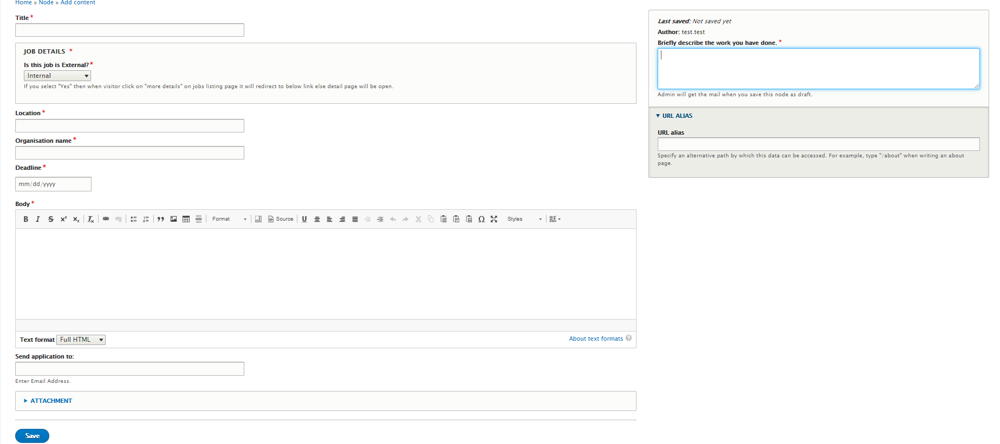 Home » Node » Add content
Title *
JOB DETAILS *
Is this job is External? *
Internal
If you select "Yes" then when visitor click on "more details" on jobs listing page it will redirect to below link else detail page will be open.
Location *
Organisation name *
Deadline *
mm/dd/yyyy
Body *
Format Source Styles
Text format Full HTML
About text formats
Send application to:
Enter Email Address.
ATTACHMENT
Save
Last saved: Not saved yet
Author: test.test
Briefly describe the work you have done. *
Admin will get the mail when you save this node as draft.
URL ALIAS
URL alias
Specify an alternative path by which this data can be accessed. For example, type "/about" when writing an about
page.